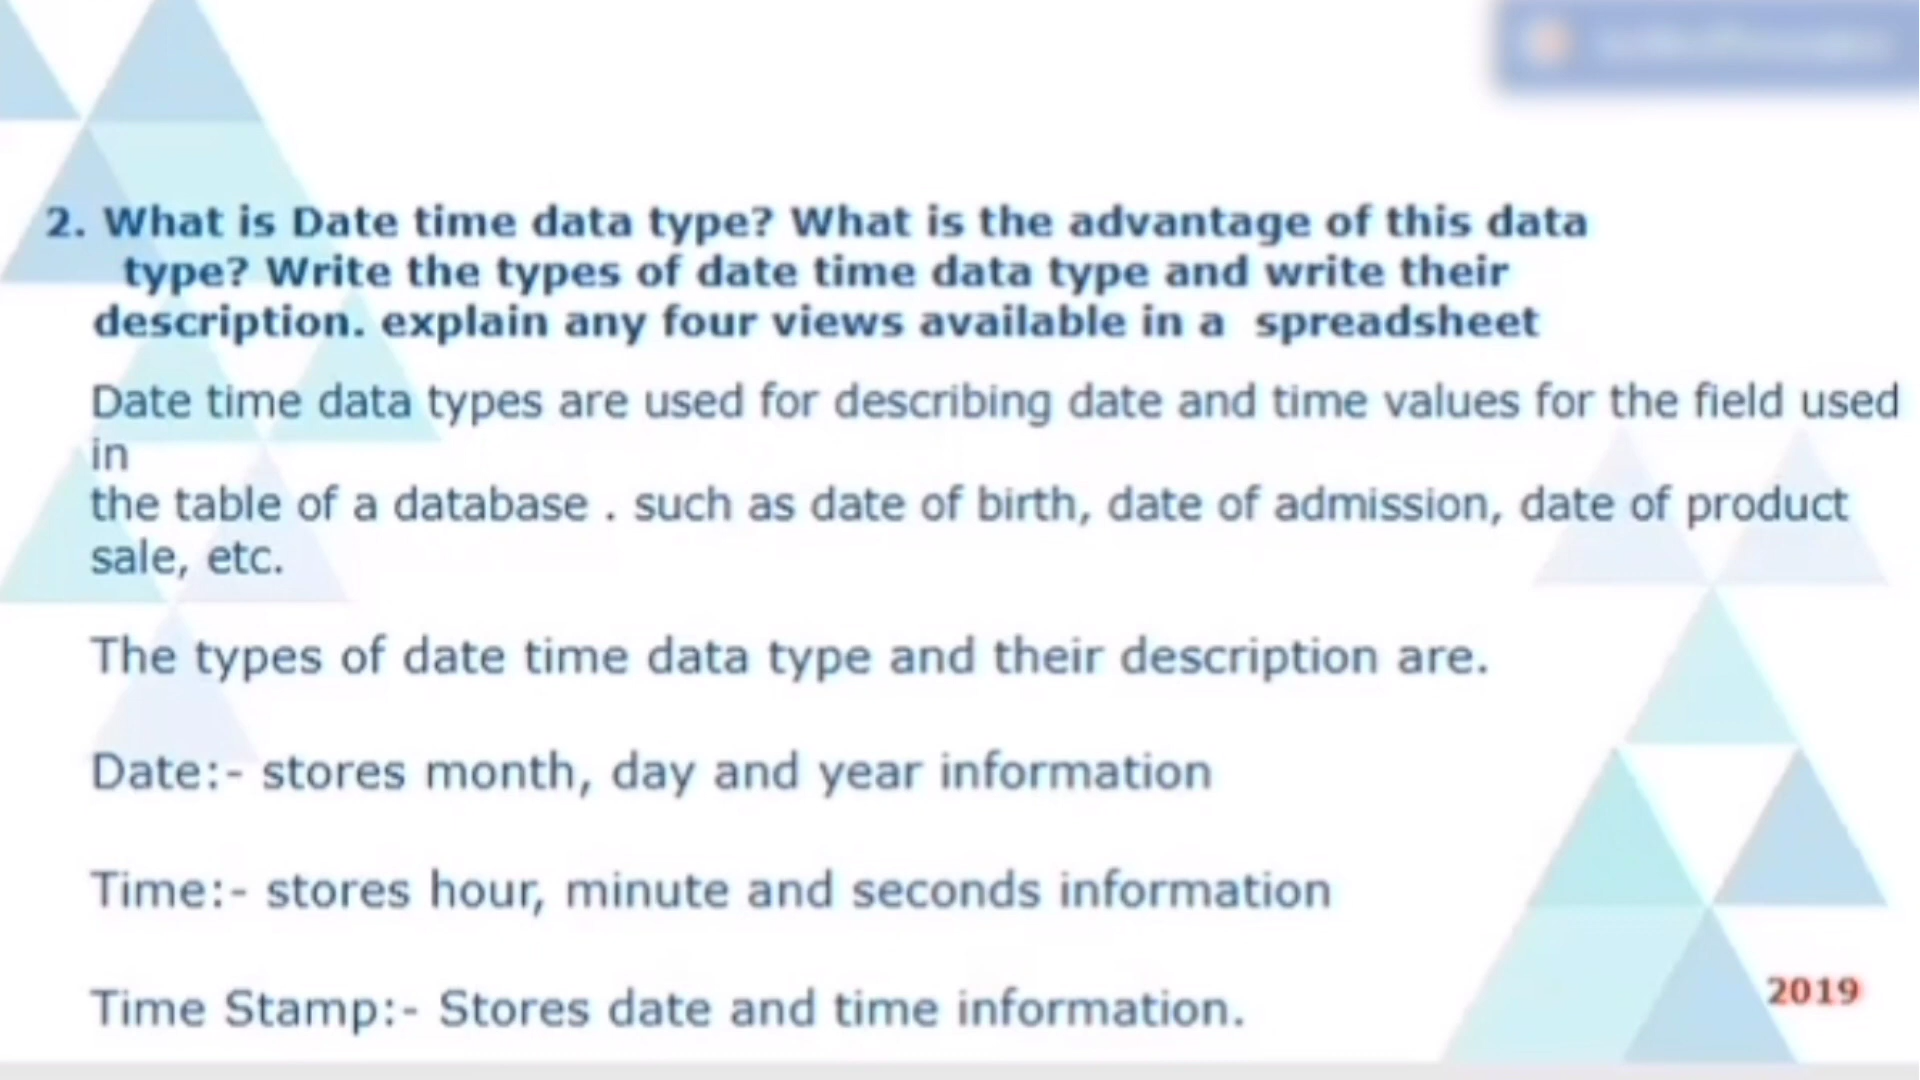 2. What is Date time data type? What is the advantage of this data
type? Write the types of date time data type and write their
description. explain any four views available in a spreadsheet
Date time data types are used for describing date and time values for the field used
in
the table of a database . such as date of birth, date of admission, date of product
sale, etc.
The types of date time data type and their description are.
Date:- stores month, day and year information
Time:- stores hour, minute and seconds information
Time Stamp:- Stores date and time information.
2019